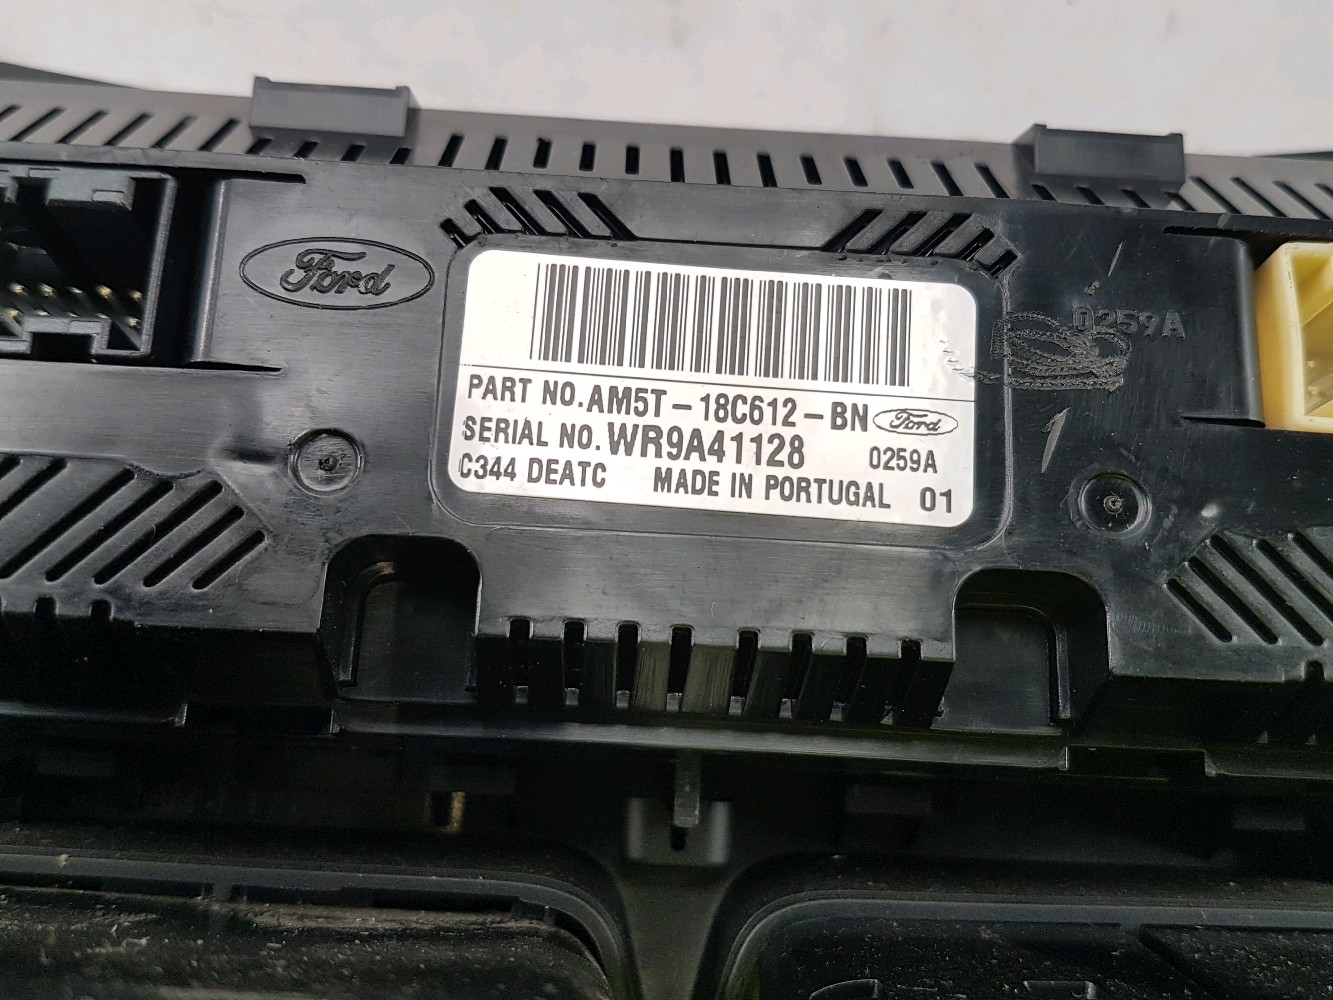 Ford
0259A
PART NO. AM5T-18C612-BN Ford
SERIAL NO. WR9A41128 0259A
C344 DEATC MADE IN PORTUGAL 01
G